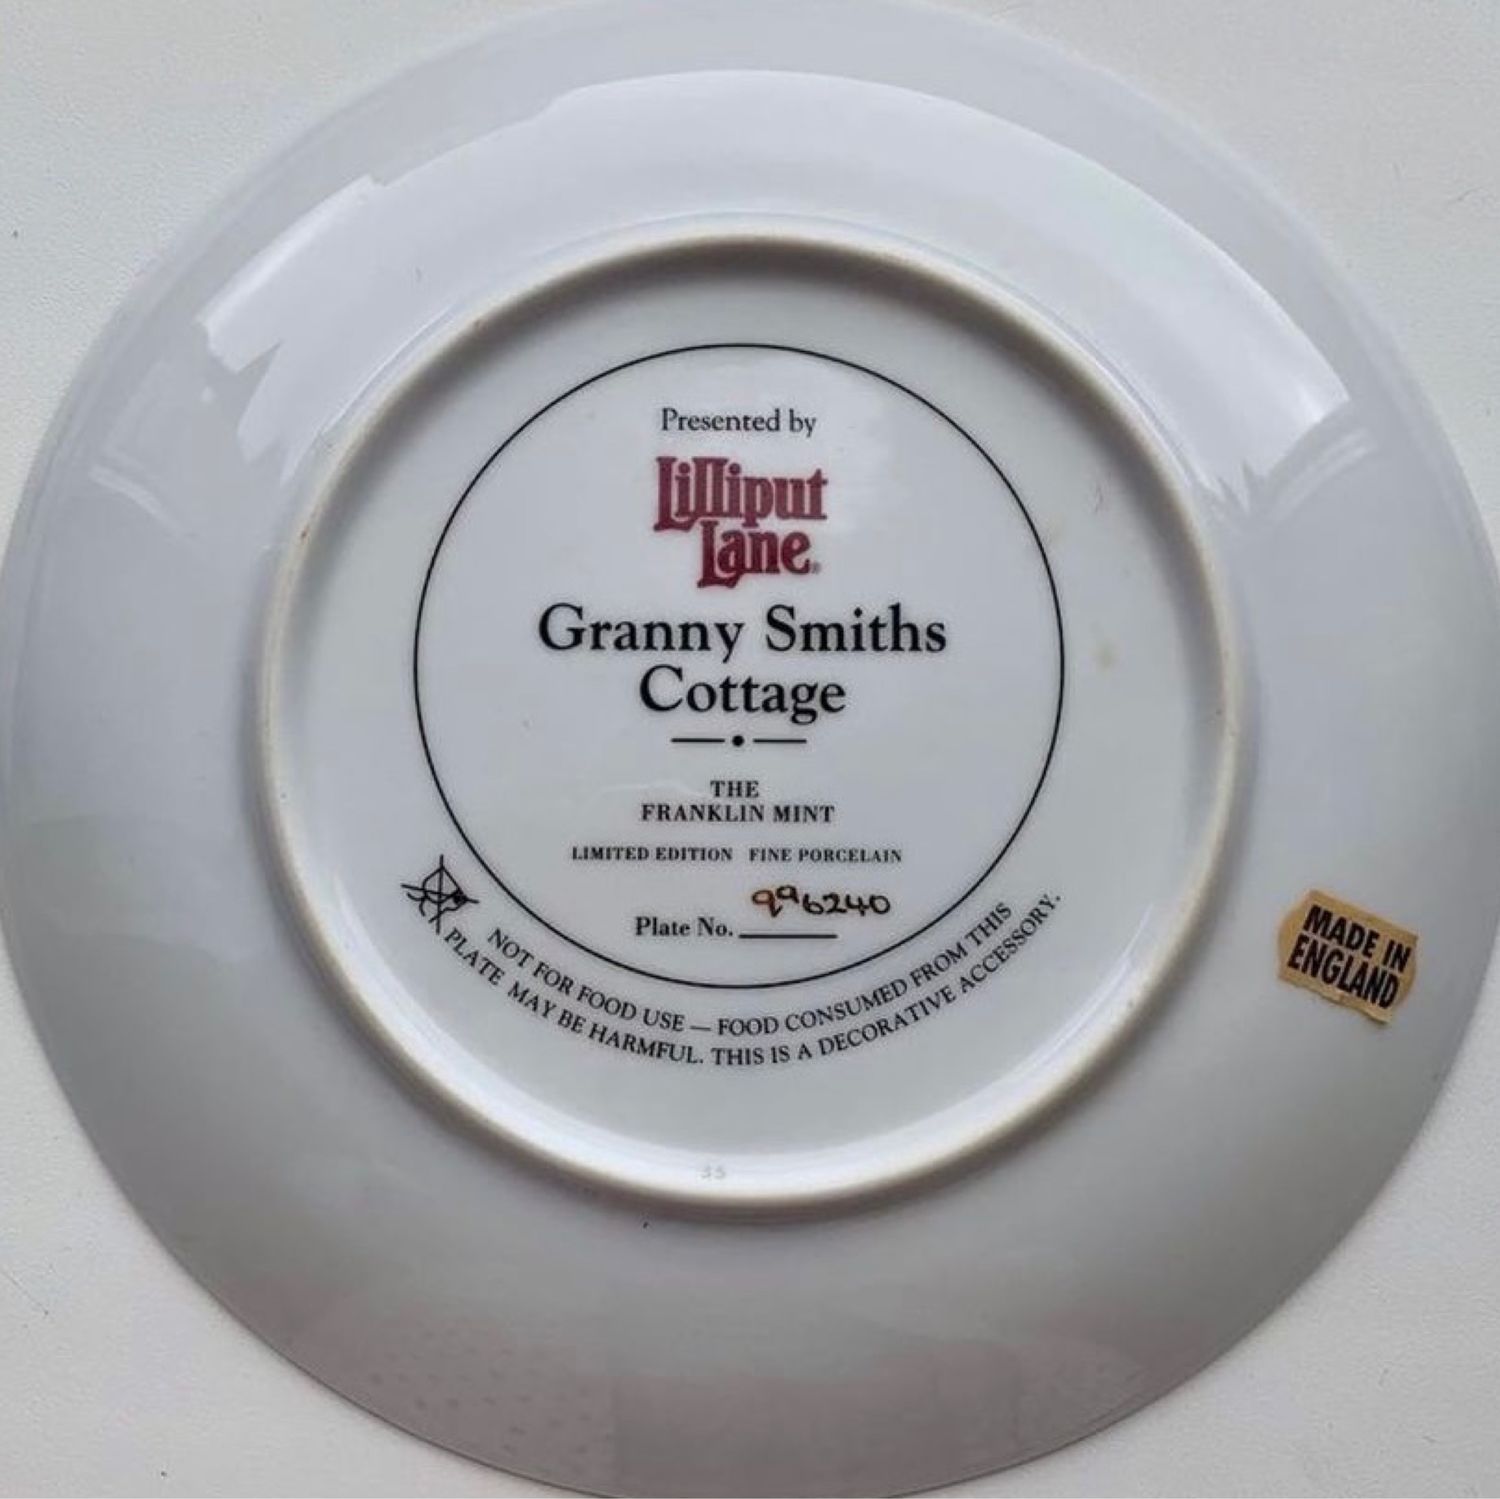 Presented by
Lilliput
Lane®
Granny Smiths
Cottage
THE
FRANKLIN MINT
LIMITED EDITION FINE PORCELAIN
Plate No. 996240
NOT FOR FOOD USE — FOOD CONSUMED FROM THIS
PLATE MAY BE HARMFUL. THIS IS A DECORATIVE ACCESSORY.
MADE IN
ENGLAND